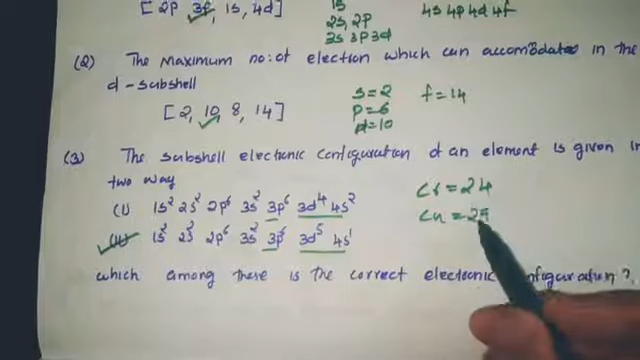 [ 2p 3f, 1s, 4d ]
1s
2s, 2p
3s 3p 3d
4s 4p 4d 4f
(2) The Maximum no: of election which can accomodated in the
d - subshell
[ 2, 10, 8, 14 ]
s = 2
p = 6
d = 10
f = 14
(3) The subshell electronic configuration of an element is given in
two way
(i) 1s² 2s² 2p⁶ 3s² 3p⁶ 3d⁴ 4s²
(ii) 1s² 2s² 2p⁶ 3s² 3p⁶ 3d⁵ 4s¹
Cr = 24
Cu = 29
which among these is the correct electronic configuration?